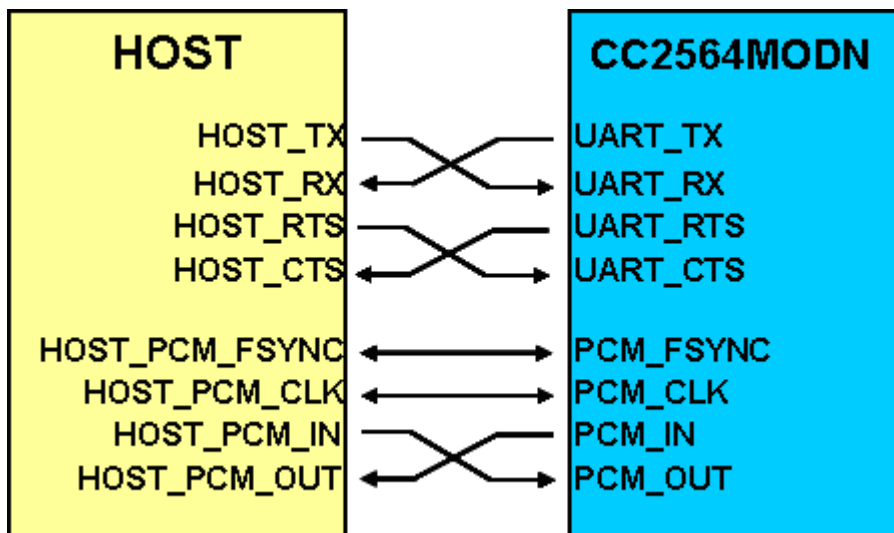 HOST
HOST_TX
HOST_RX
HOST_RTS
HOST_CTS
HOST_PCM_FSYNC
HOST_PCM_CLK
HOST_PCM_IN
HOST_PCM_OUT
CC2564MODN
UART_TX
UART_RX
UART_RTS
UART_CTS
PCM_FSYNC
PCM_CLK
PCM_IN
PCM_OUT